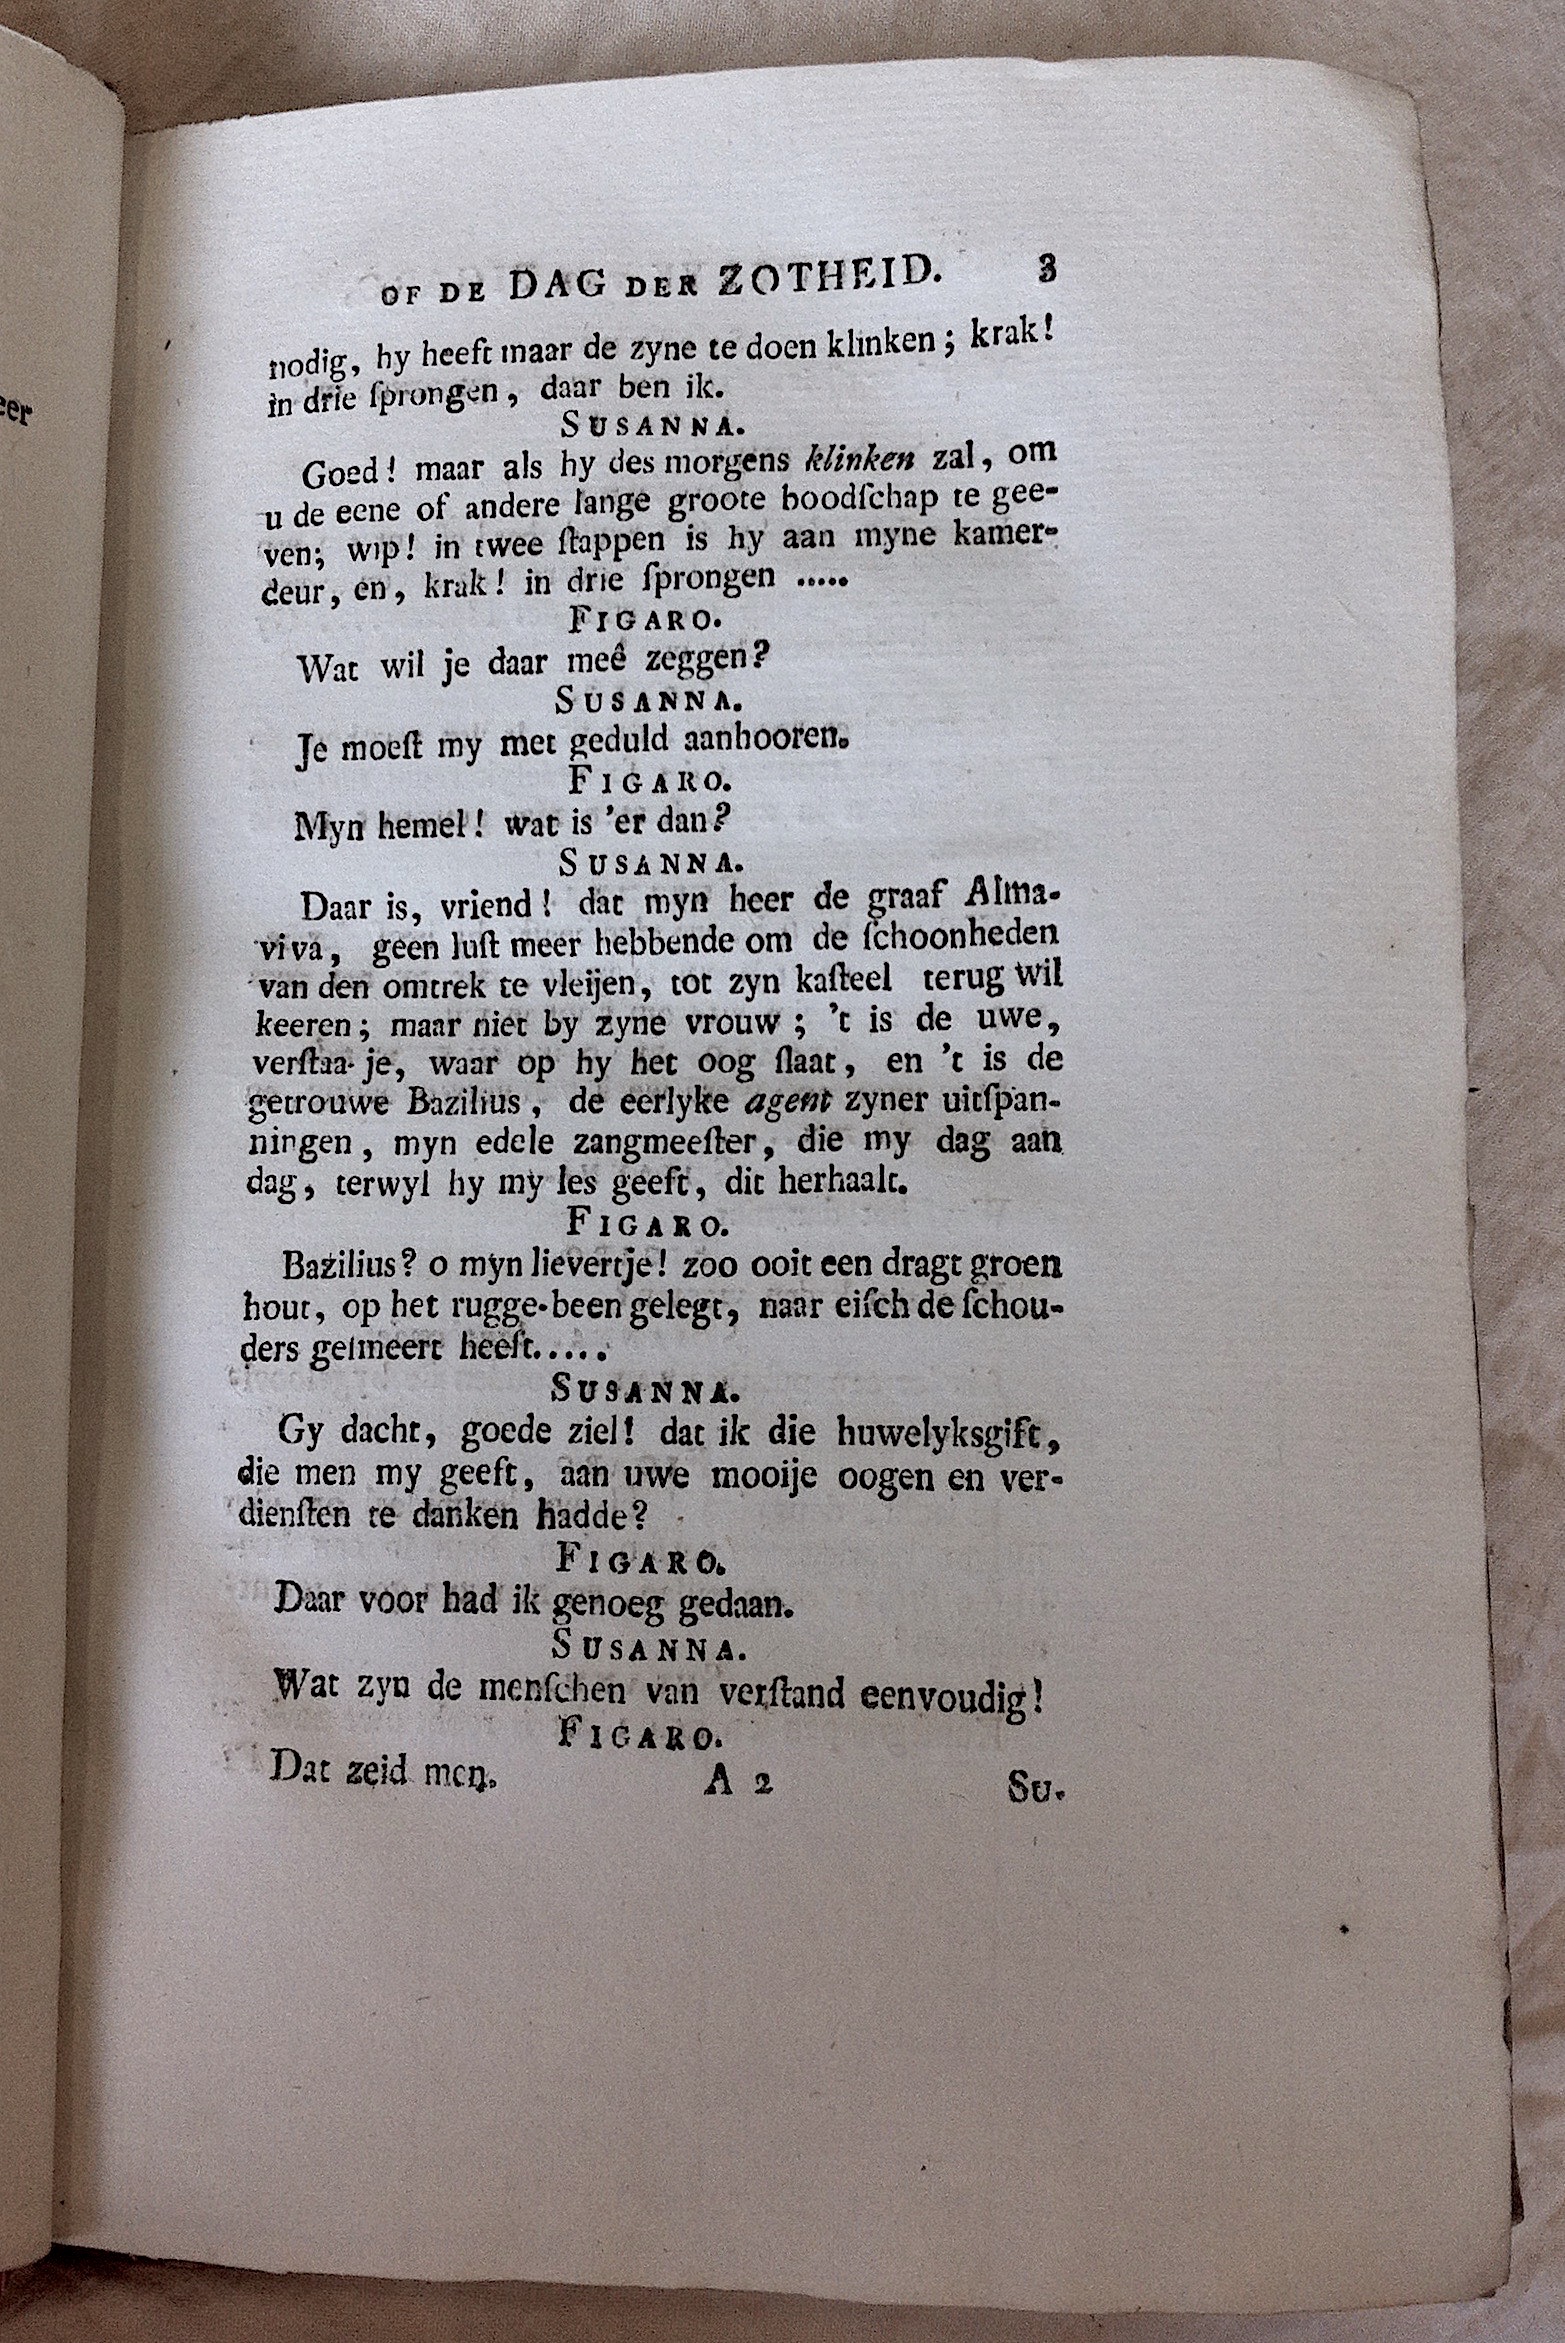 eer
OF DE DAG DER ZOTHEID. 3
nodig, hy heeft maar de zyne te doen klinken; krak!
in drie ſprongen, daar ben ik.
SUSANNA.
Goed! maar als hy des morgens klinken zal, om
u de eene of andere lange groote boodſchap te gee-
ven; wip! in twee ſtappen is hy aan myne kamer-
deur, en, krak! in drie ſprongen .....
FIGARO.
Wat wil je daar meê zeggen?
SUSANNA.
Je moeſt my met geduld aanhooren.
FIGARO.
Myn hemel! wat is 'er dan?
SUSANNA.
Daar is, vriend! dat myn heer de graaf Alma-
viva, geen luſt meer hebbende om de ſchoonheden
van den omtrek te vleijen, tot zyn kaſteel terug wil
keeren; maar niet by zyne vrouw; 't is de uwe,
verſtaa-je, waar op hy het oog ſlaat, en 't is de
getrouwe Bazilius, de eerlyke agent zyner uitſpan-
ningen, myn edele zangmeeſter, die my dag aan
dag, terwyl hy my les geeft, dit herhaalt.
FIGARO.
Bazilius? o myn lievertje! zoo ooit een dragt groen
hout, op het rugge-been gelegt, naar eiſch de ſchou-
ders geſmeert heeft.....
SUSANNA.
Gy dacht, goede ziel! dat ik die huwelyksgift,
die men my geeft, aan uwe mooije oogen en ver-
dienſten te danken hadde?
FIGARO.
Daar voor had ik genoeg gedaan.
SUSANNA.
Wat zyn de menſchen van verſtand eenvoudig!
FIGARO.
Dat zeid men.
A 2 Su-